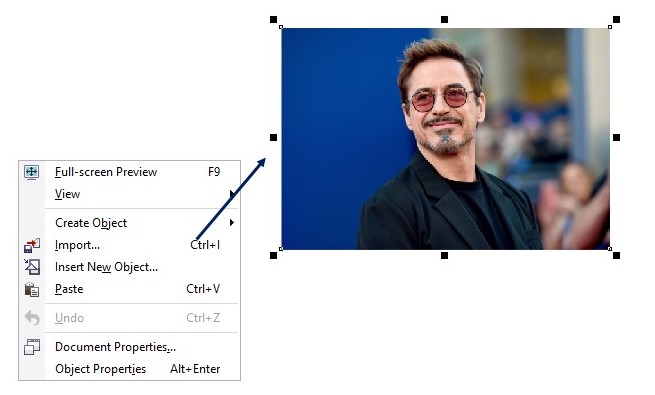 Full-screen Preview F9
View
Create Object
Import... Ctrl+I
Insert New Object...
Paste Ctrl+V
Undo Ctrl+Z
Document Properties...
Object Properties Alt+Enter